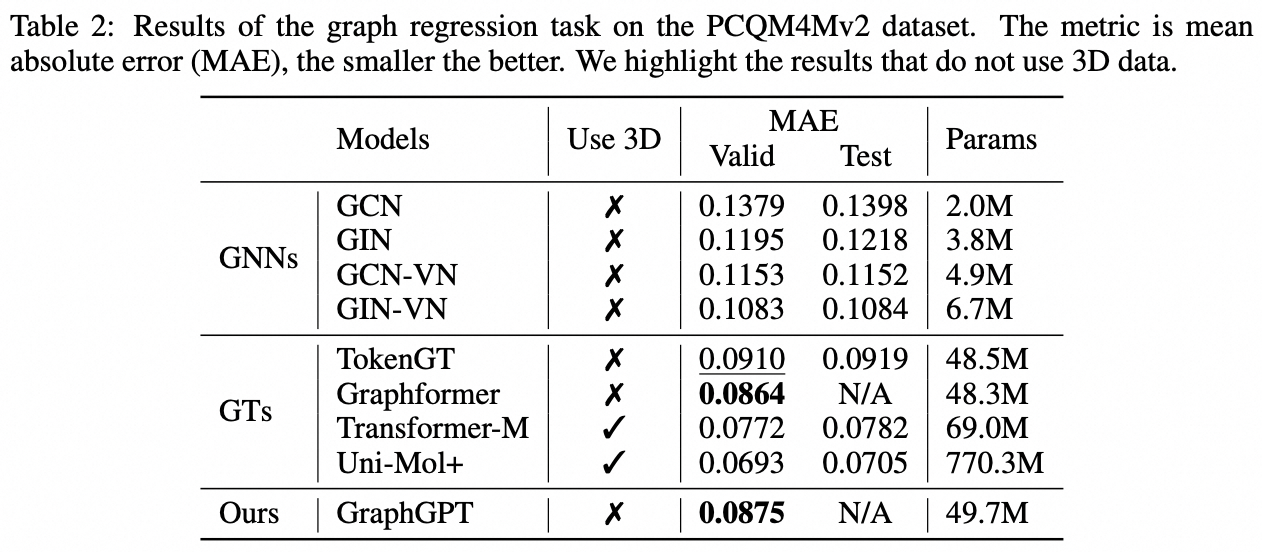 Table 2: Results of the graph regression task on the PCQM4Mv2 dataset. The metric is mean
absolute error (MAE), the smaller the better. We highlight the results that do not use 3D data.
Models Use 3D MAE Params
Valid Test
GNNs
GCN ✗ 0.1379 0.1398 2.0M
GIN ✗ 0.1195 0.1218 3.8M
GCN-VN ✗ 0.1153 0.1152 4.9M
GIN-VN ✗ 0.1083 0.1084 6.7M
GTs
TokenGT ✗ 0.0910 0.0919 48.5M
Graphformer ✗ 0.0864 N/A 48.3M
Transformer-M ✓ 0.0772 0.0782 69.0M
Uni-Mol+ ✓ 0.0693 0.0705 770.3M
Ours GraphGPT ✗ 0.0875 N/A 49.7M